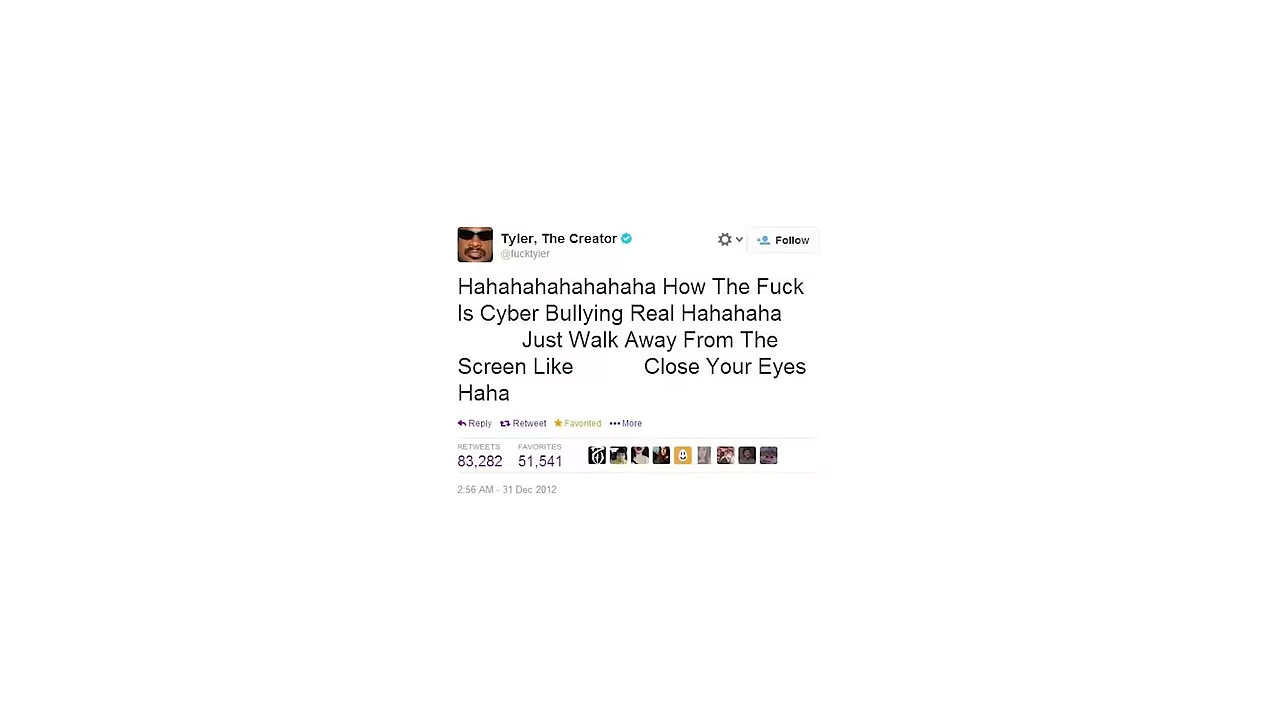 Tyler, The Creator
@fucktyler
Follow
Hahahahahahahaha How The Fuck
Is Cyber Bullying Real Hahahaha
Just Walk Away From The
Screen Like Close Your Eyes
Haha
Reply Retweet Favorited More
RETWEETS FAVORITES
83,282 51,541
2:56 AM - 31 Dec 2012